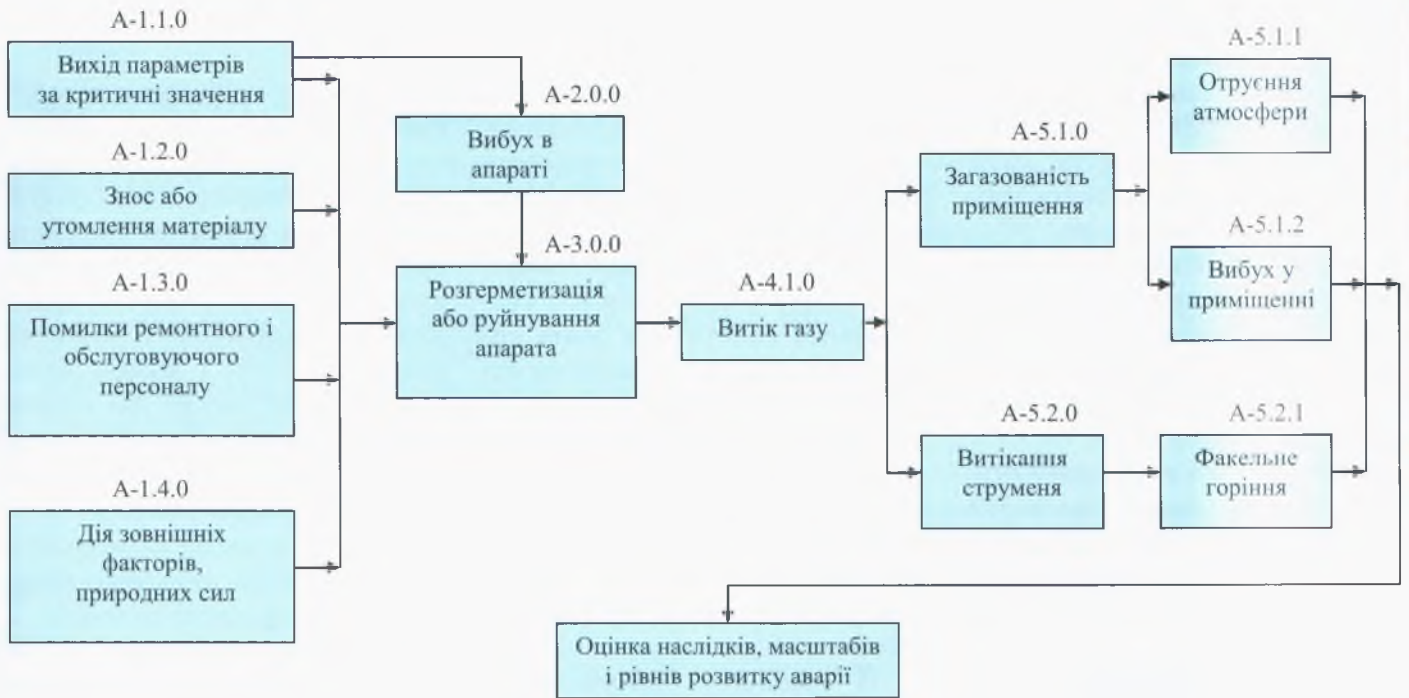 А-1.1.0
Вихід параметрів
за критичні значення
А-1.2.0
Знос або
утомлення матеріалу
А-1.3.0
Помилки ремонтного і
обслуговуючого
персоналу
А-1.4.0
Дія зовнішніх
факторів,
природних сил
А-2.0.0
Вибух в
апараті
А-3.0.0
Розгерметизація
або руйнування
апарата
А-4.1.0
Витік газу
А-5.1.0
Загазованість
приміщення
А-5.1.1
Отруєння
атмосфери
А-5.1.2
Вибух у
приміщенні
А-5.2.0
Витікання
струменя
А-5.2.1
Факельне
горіння
Оцінка наслідків, масштабів
і рівнів розвитку аварії